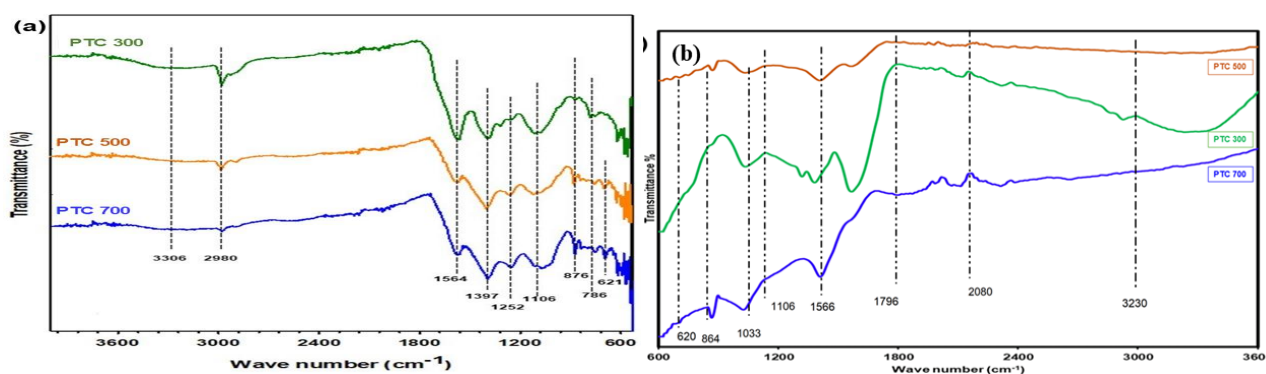 (a)
PTC 300
PTC 500
PTC 700
Transmittance (%)
3306
2980
1564
1397
1252
1106
876
786
621
3600
3000
2400
1800
1200
600
Wave number (cm-1)
)
(b)
PTC 500
PTC 300
PTC 700
Transmittance %
620
864
1033
1106
1566
1796
2080
3230
600
1200
1800
2400
3000
360
Wave number (cm-1)